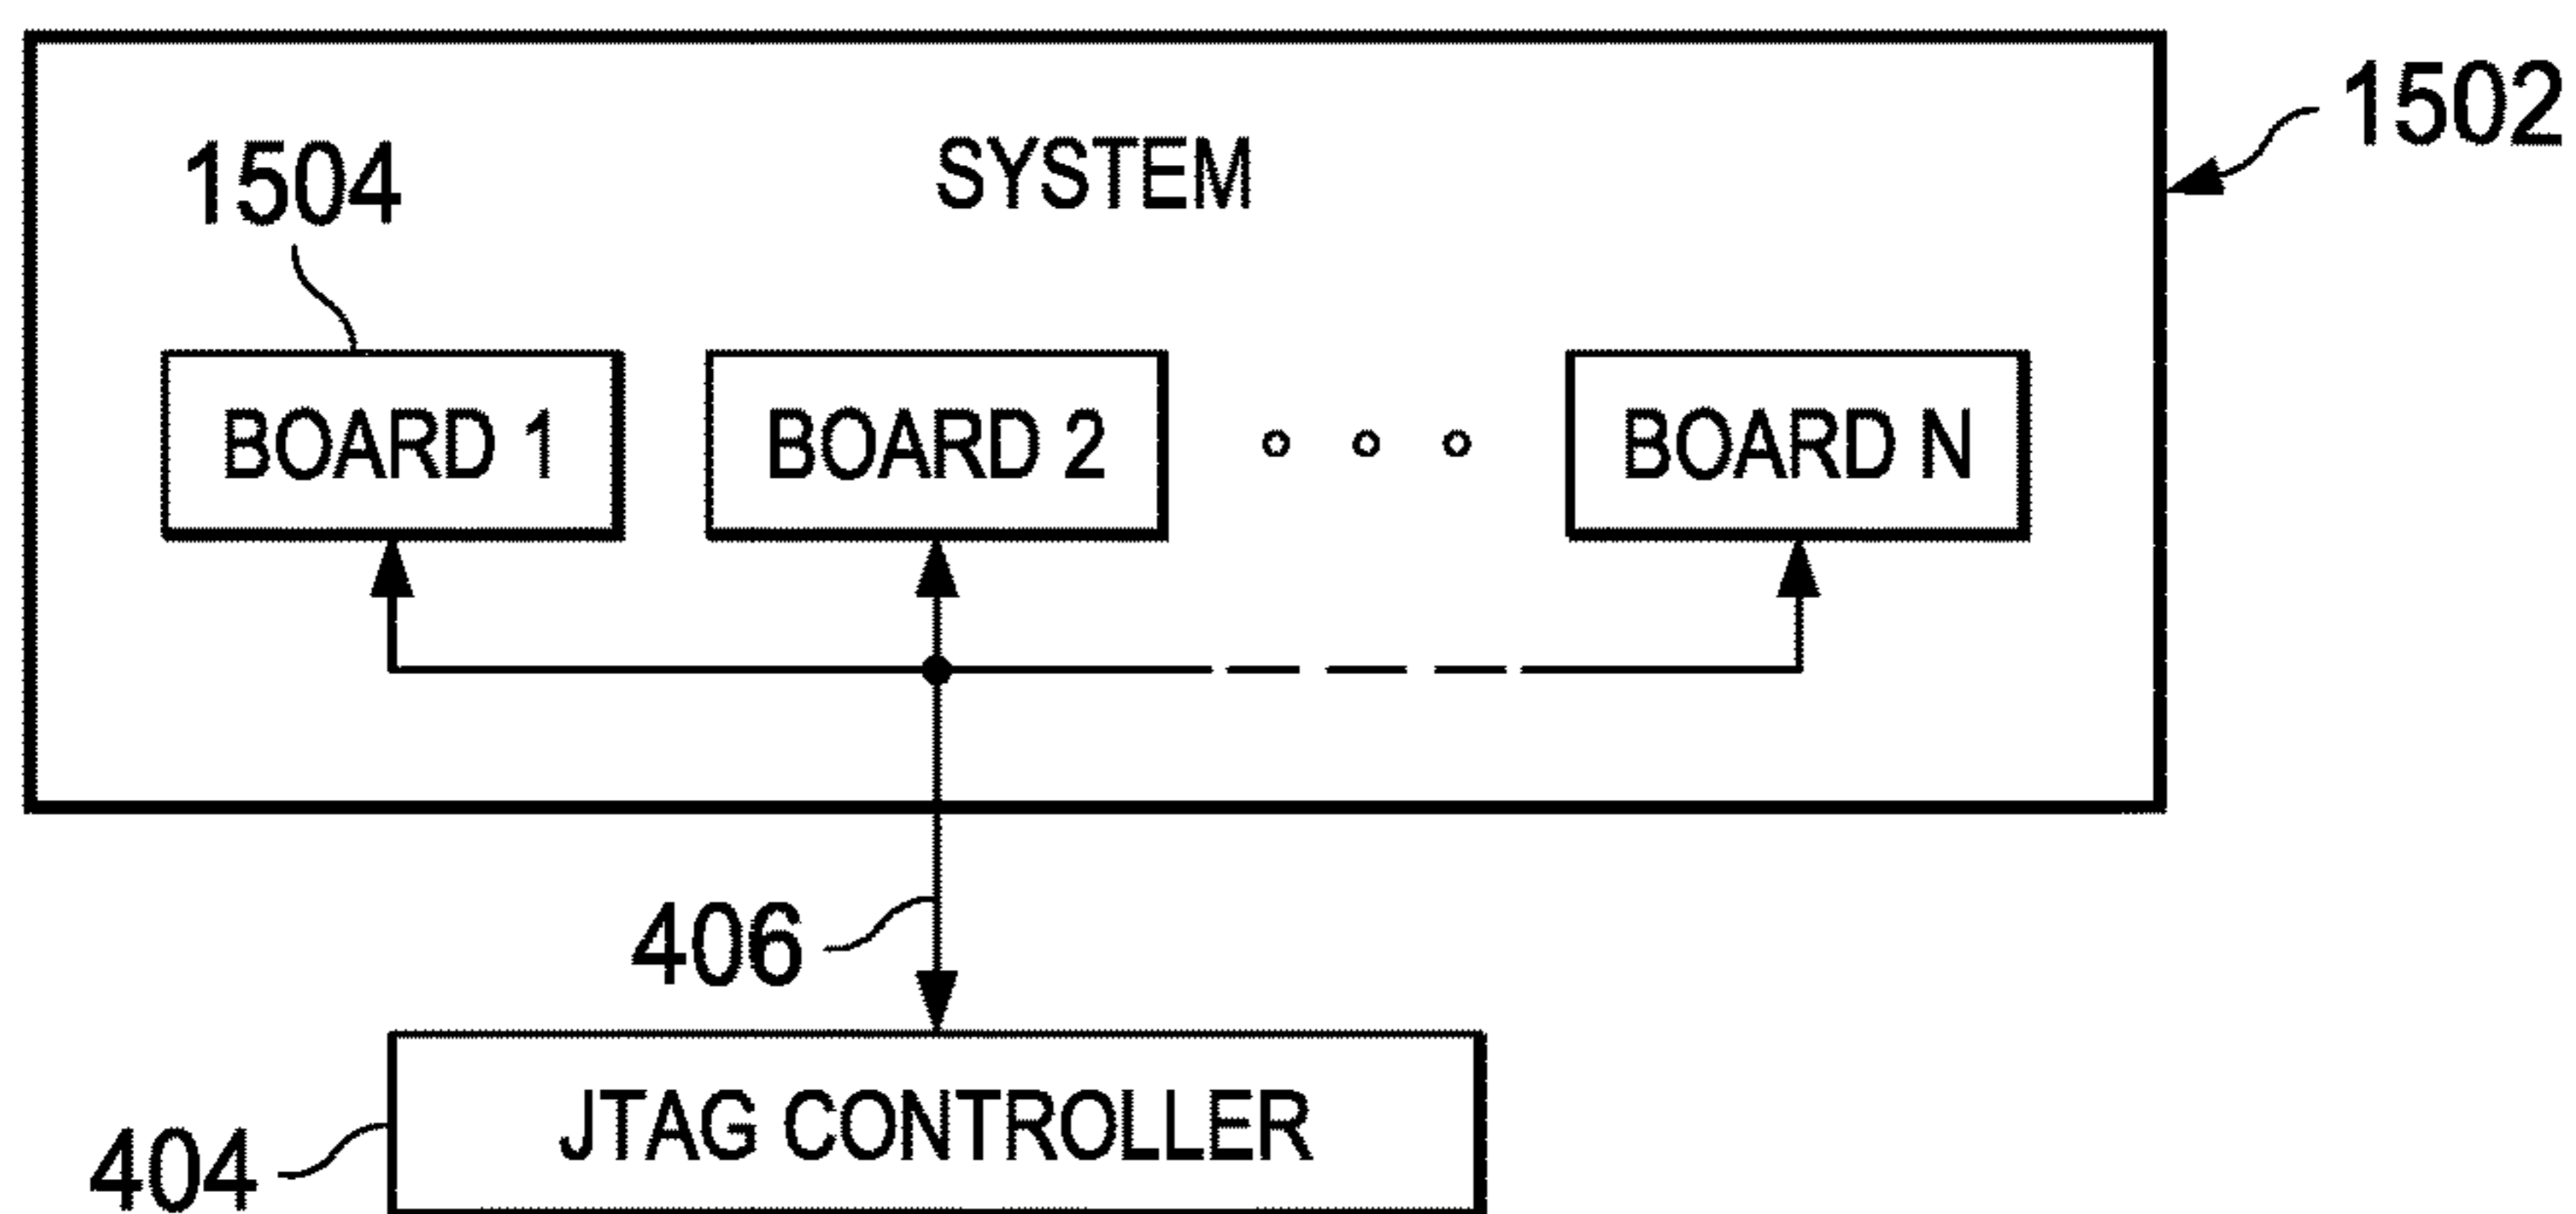 1502
SYSTEM
1504
BOARD 1 BOARD 2 BOARD N
406
JTAG CONTROLLER
404